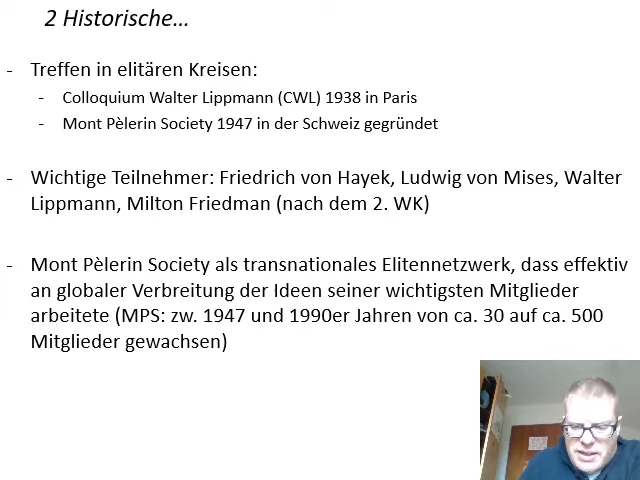 2 Historische...
- Treffen in elitären Kreisen:
- Colloquium Walter Lippmann (CWL) 1938 in Paris
- Mont Pèlerin Society 1947 in der Schweiz gegründet
- Wichtige Teilnehmer: Friedrich von Hayek, Ludwig von Mises, Walter
Lippmann, Milton Friedman (nach dem 2. WK)
- Mont Pèlerin Society als transnationales Elitennetzwerk, dass effektiv
an globaler Verbreitung der Ideen seiner wichtigsten Mitglieder
arbeitete (MPS: zw. 1947 und 1990er Jahren von ca. 30 auf ca. 500
Mitglieder gewachsen)